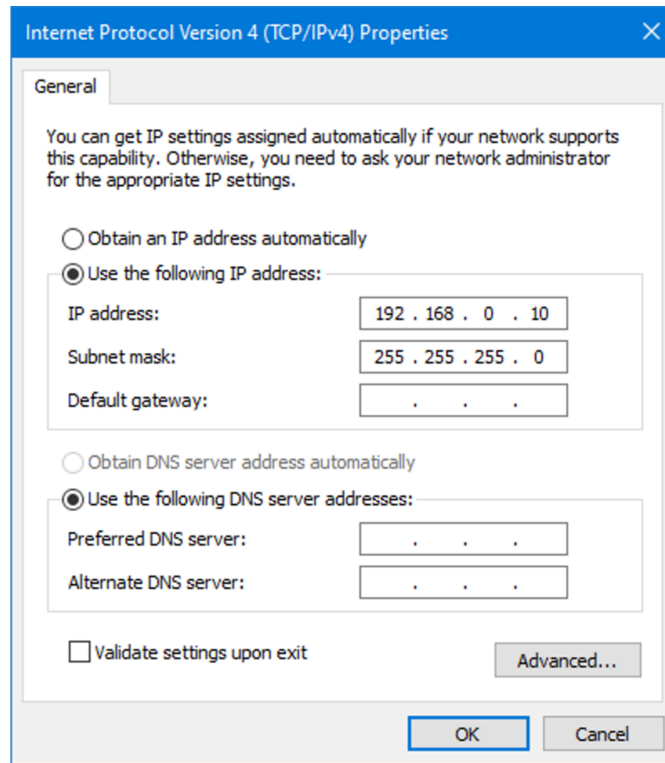 Internet Protocol Version 4 (TCP/IPv4) Properties
General
You can get IP settings assigned automatically if your network supports
this capability. Otherwise, you need to ask your network administrator
for the appropriate IP settings.
Obtain an IP address automatically
Use the following IP address:
IP address: 192 . 168 . 0 . 10
Subnet mask: 255 . 255 . 255 . 0
Default gateway: . . .
Obtain DNS server address automatically
Use the following DNS server addresses:
Preferred DNS server: . . .
Alternate DNS server: . . .
Validate settings upon exit
Advanced...
OK Cancel